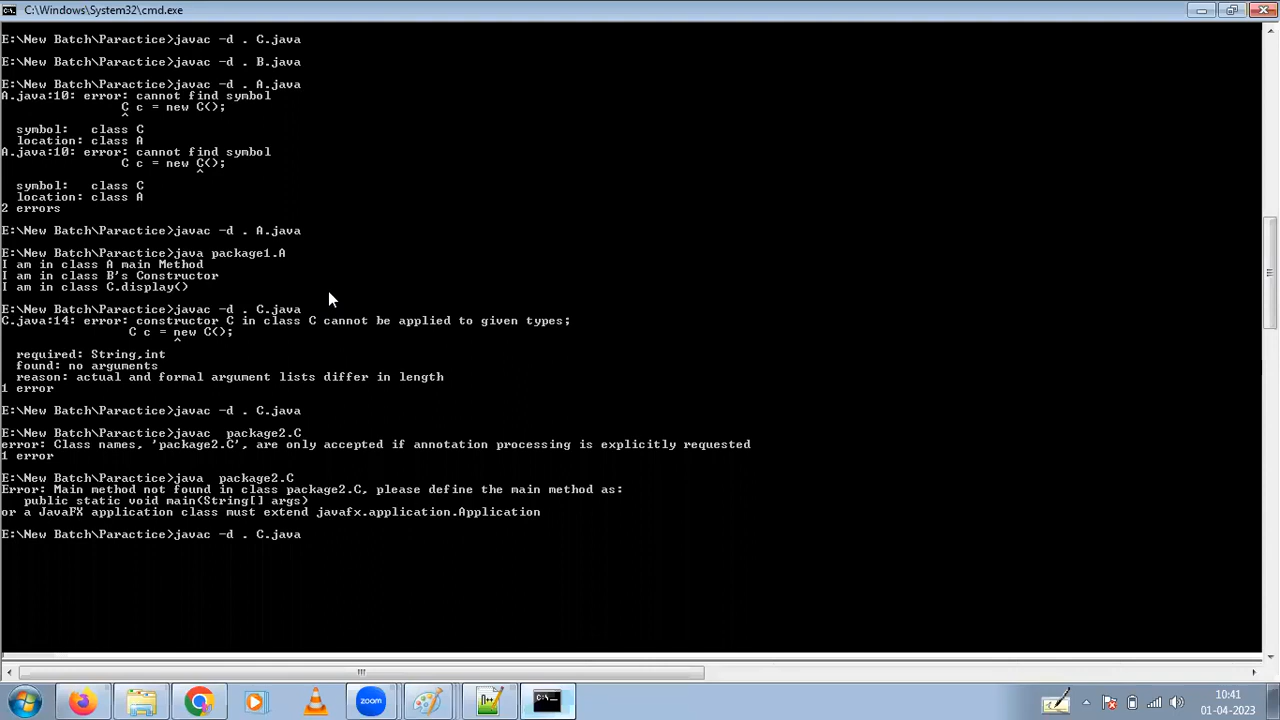 C:\Windows\System32\cmd.exe
E:\New Batch\Paractice>javac -d . C.java
E:\New Batch\Paractice>javac -d . B.java
E:\New Batch\Paractice>javac -d . A.java
A.java:10: error: cannot find symbol
C c = new C();
^
symbol:   class C
location: class A
A.java:10: error: cannot find symbol
C c = new C();
^
symbol:   class C
location: class A
2 errors
E:\New Batch\Paractice>javac -d . A.java
E:\New Batch\Paractice>java package1.A
I am in class A main Method
I am in class B's Constructor
I am in class C.display()
E:\New Batch\Paractice>javac -d . C.java
C.java:14: error: constructor C in class C cannot be applied to given types;
C c = new C();
^
required: String,int
found: no arguments
reason: actual and formal argument lists differ in length
1 error
E:\New Batch\Paractice>javac -d . C.java
E:\New Batch\Paractice>javac  package2.C
error: Class names, 'package2.C', are only accepted if annotation processing is explicitly requested
1 error
E:\New Batch\Paractice>java  package2.C
Error: Main method not found in class package2.C, please define the main method as:
public static void main(String[] args)
or a JavaFX application class must extend javafx.application.Application
E:\New Batch\Paractice>javac -d . C.java
zoom
10:41
01-04-2023